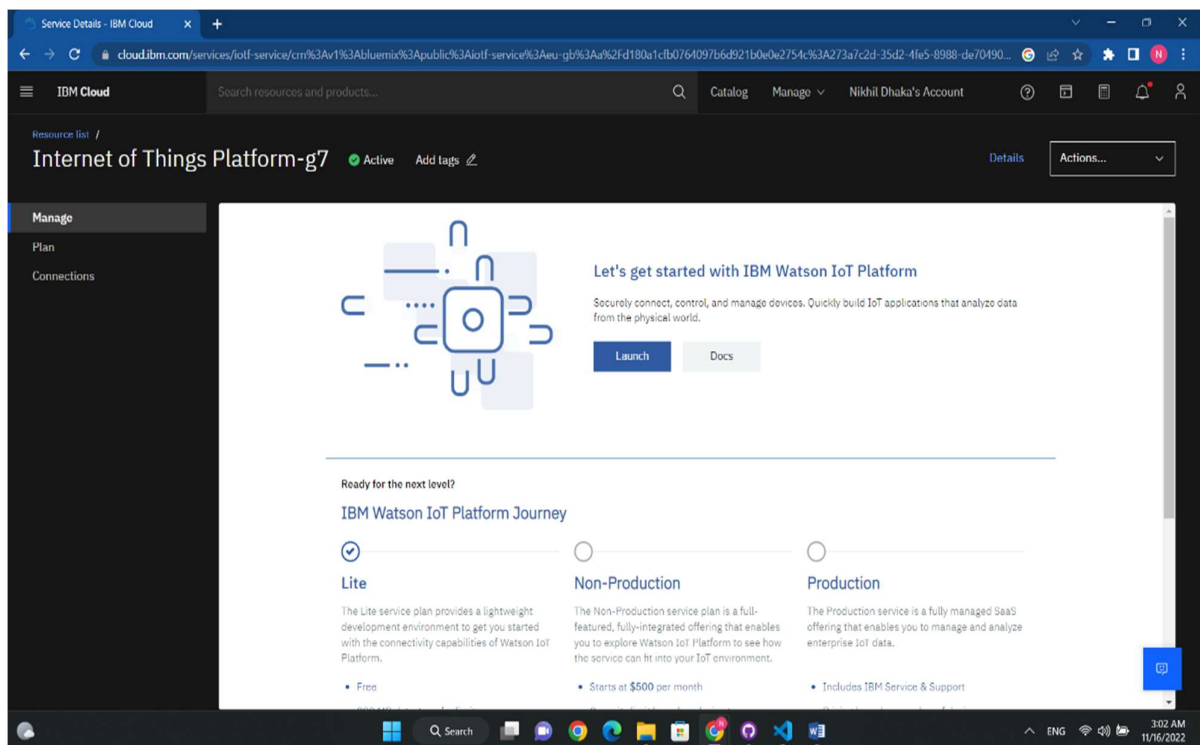 Service Details - IBM Cloud
cloud.ibm.com/services/iotf-service/crn%3Av1%3Abluemix%3Apublic%3Aiotf-service%3Aeu-gb%3Aa%2Fd180a1cfb0764097b6d921b0e0e2754c%3A273a7c2d-35d2-4fe5-8988-de70490...
N
IBM Cloud
Search resources and products...
Catalog
Manage
Nikhil Dhaka's Account
Resource list /
Internet of Things Platform-g7
Active
Add tags
Details
Actions...
Manage
Plan
Connections
Let's get started with IBM Watson IoT Platform
Securely connect, control, and manage devices. Quickly build IoT applications that analyze data
from the physical world.
Launch
Docs
Ready for the next level?
IBM Watson IoT Platform Journey
Lite
The Lite service plan provides a lightweight
development environment to get you started
with the connectivity capabilities of Watson IoT
Platform.
• Free
Non-Production
The Non-Production service plan is a full-
featured, fully-integrated offering that enables
you to explore Watson IoT Platform to see how
the service can fit into your IoT environment.
• Starts at $500 per month
Production
The Production service is a fully managed SaaS
offering that enables you to manage and analyze
enterprise IoT data.
• Includes IBM Service & Support
Search
ENG
3:02 AM
11/16/2022